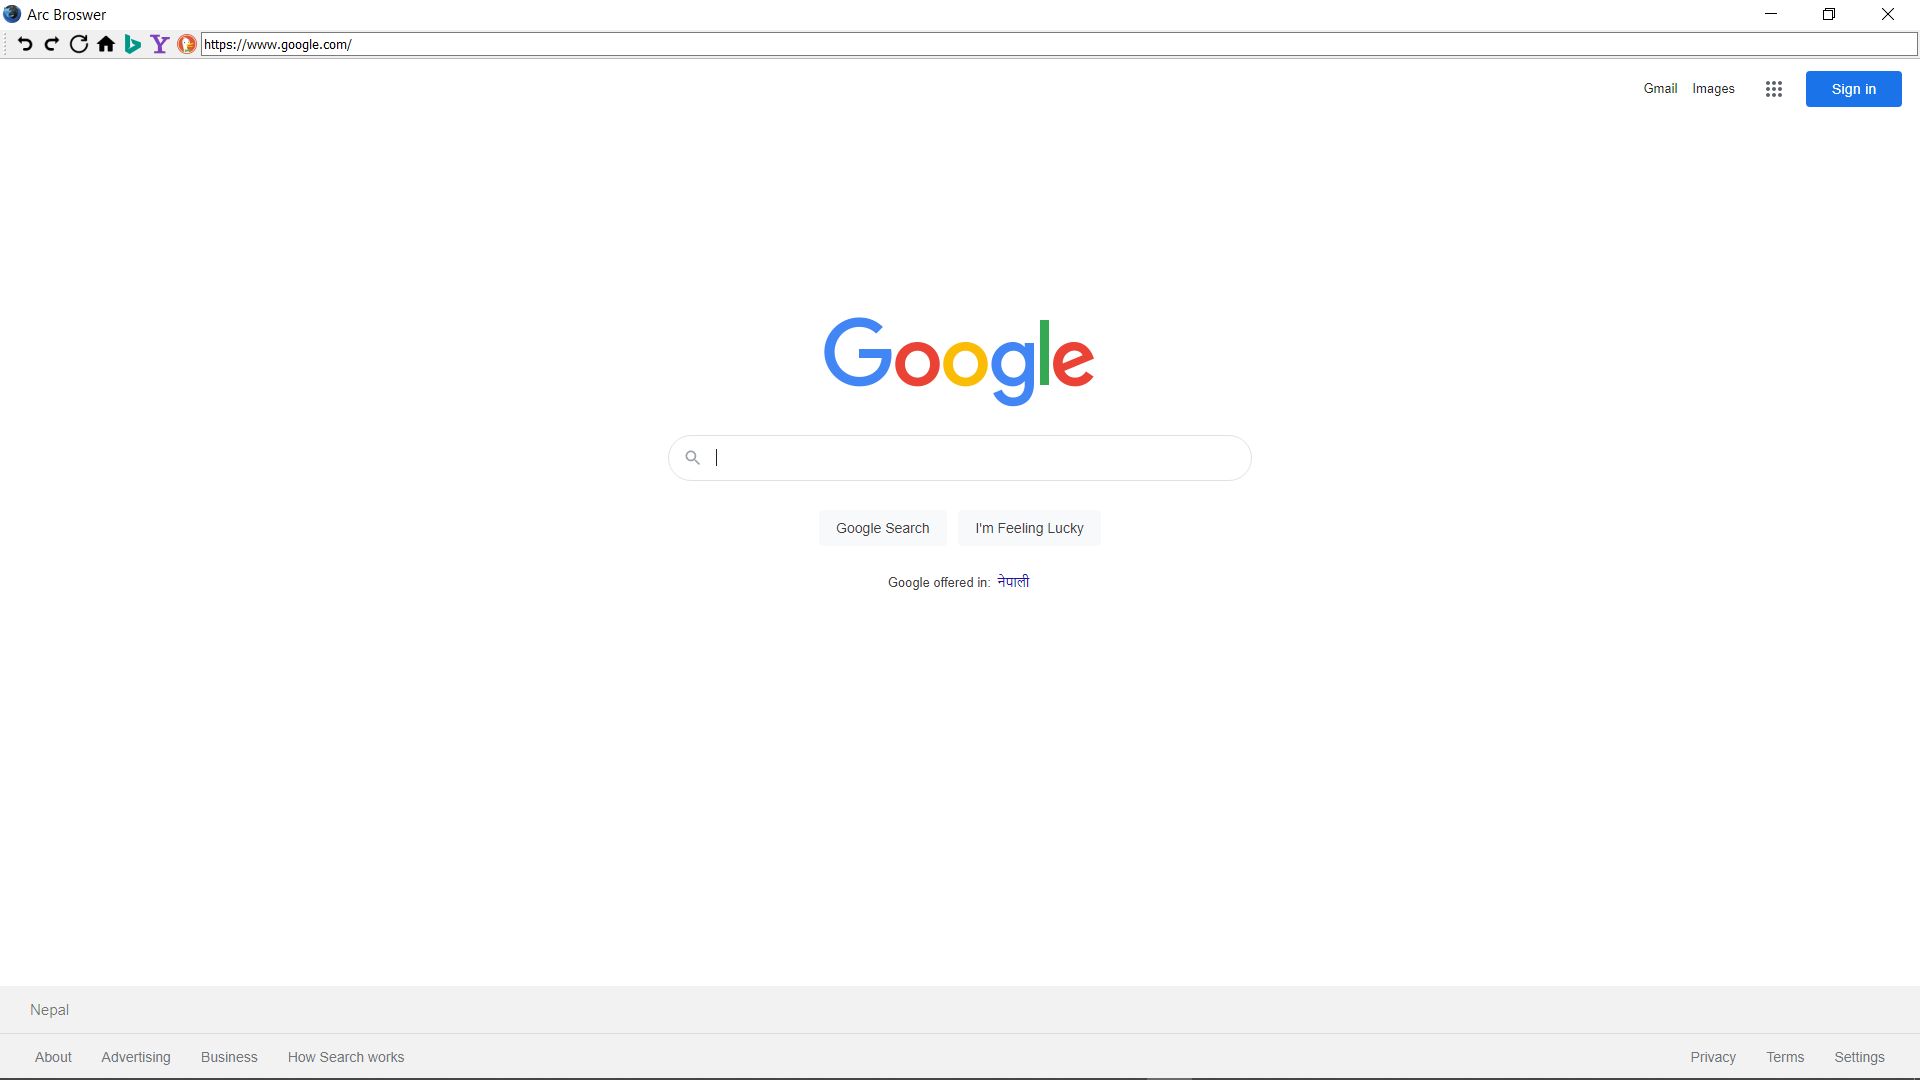 Arc Broswer
https://www.google.com/
Gmail Images Sign in
Google
Google Search I'm Feeling Lucky
Google offered in: नेपाली
Nepal
About Advertising Business How Search works Privacy Terms Settings